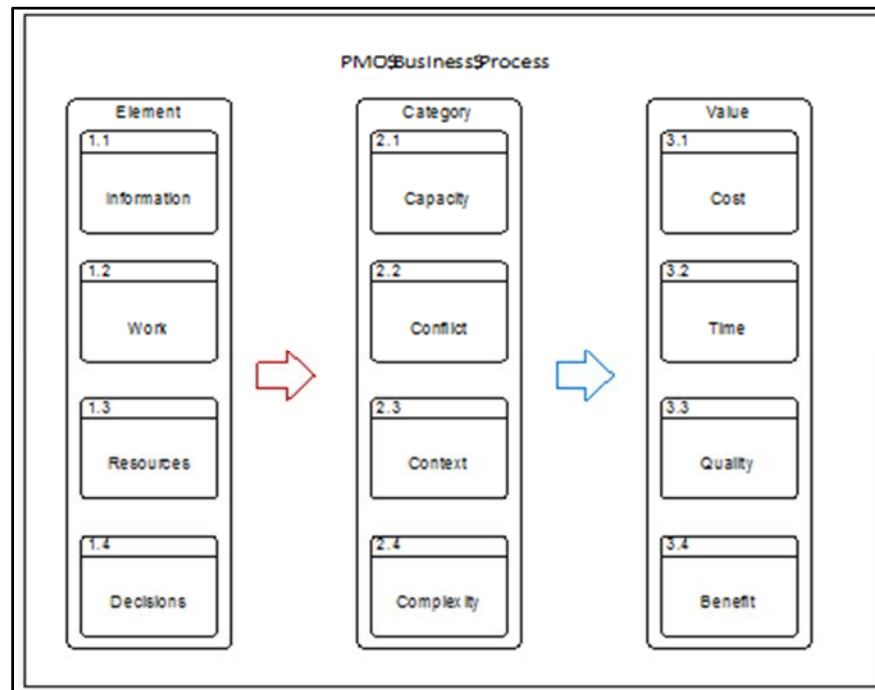 PMO$Business$Process
Element
1.1
Information
1.2
Work
1.3
Resources
1.4
Decisions
Category
2.1
Capacity
2.2
Conflict
2.3
Context
2.4
Complexity
Value
3.1
Cost
3.2
Time
3.3
Quality
3.4
Benefit